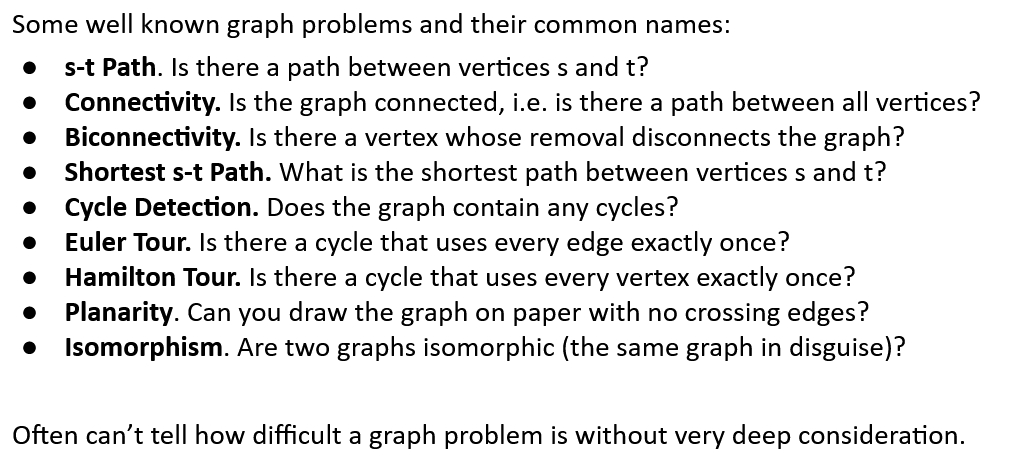 Some well known graph problems and their common names:
● s-t Path. Is there a path between vertices s and t?
● Connectivity. Is the graph connected, i.e. is there a path between all vertices?
● Biconnectivity. Is there a vertex whose removal disconnects the graph?
● Shortest s-t Path. What is the shortest path between vertices s and t?
● Cycle Detection. Does the graph contain any cycles?
● Euler Tour. Is there a cycle that uses every edge exactly once?
● Hamilton Tour. Is there a cycle that uses every vertex exactly once?
● Planarity. Can you draw the graph on paper with no crossing edges?
● Isomorphism. Are two graphs isomorphic (the same graph in disguise)?
Often can’t tell how difficult a graph problem is without very deep consideration.